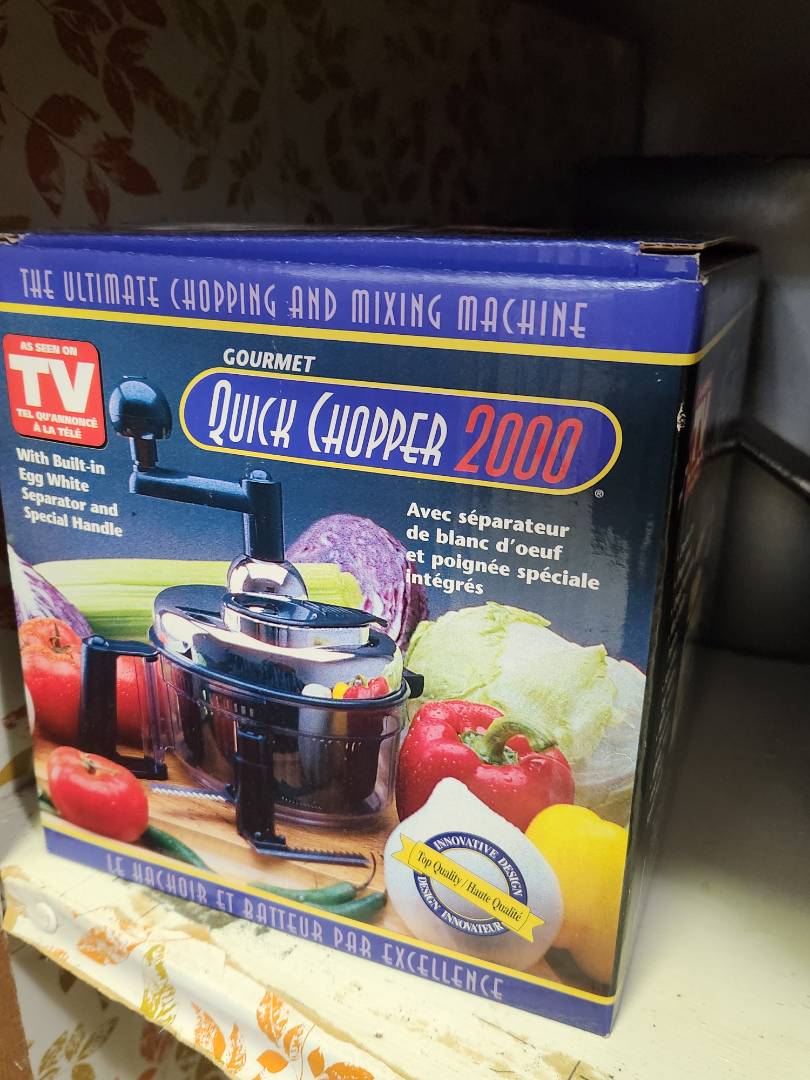 THE ULTIMATE CHOPPING AND MIXING MACHINE
AS SEEN ON
TV
TEL QU'ANNONCÉ
À LA TÉLÉ
GOURMET
QUICK CHOPPER 2000
®
With Built-in
Egg White
Separator and
Special Handle
Avec séparateur
de blanc d'oeuf
et poignée spéciale
intégrés
INNOVATIVE DESIGN
Top Quality / Haute Qualité
DESIGN INNOVATEUR
LE HACHOIR ET BATTEUR PAR EXCELLENCE